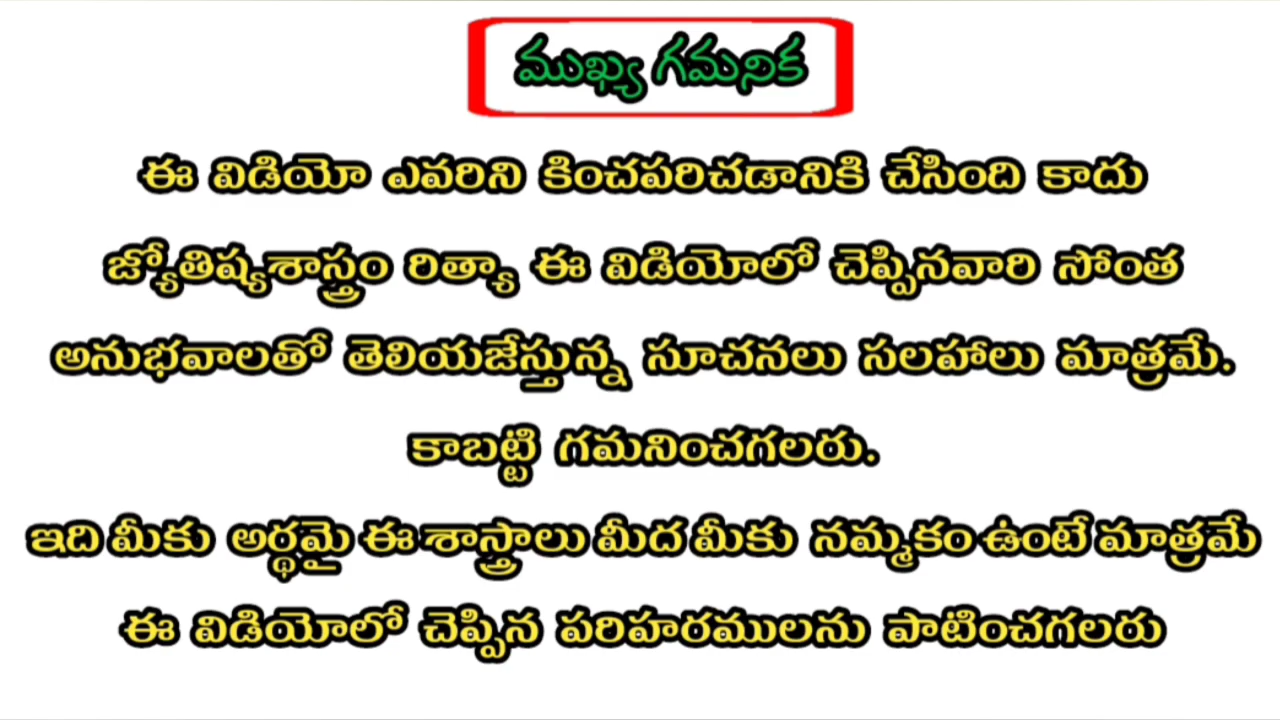 ముఖ్య గమనిక
ఈ విడియో ఎవరిని కించపరిచడానికి చేసింది కాదు
జ్యోతిష్యశాస్త్రం రిత్యా ఈ విడియోలో చెప్పినవారి సోంత
అనుభవాలతో తెలియజేస్తున్న సూచనలు సలహాలు మాత్రమే.
కాబట్టి గమనించగలరు.
ఇది మీకు అర్థమై ఈ శాస్త్రాలు మీద మీకు నమ్మకం ఉంటే మాత్రమే
ఈ విడియోలో చెప్పిన పరిహరములను పాటించగలరు